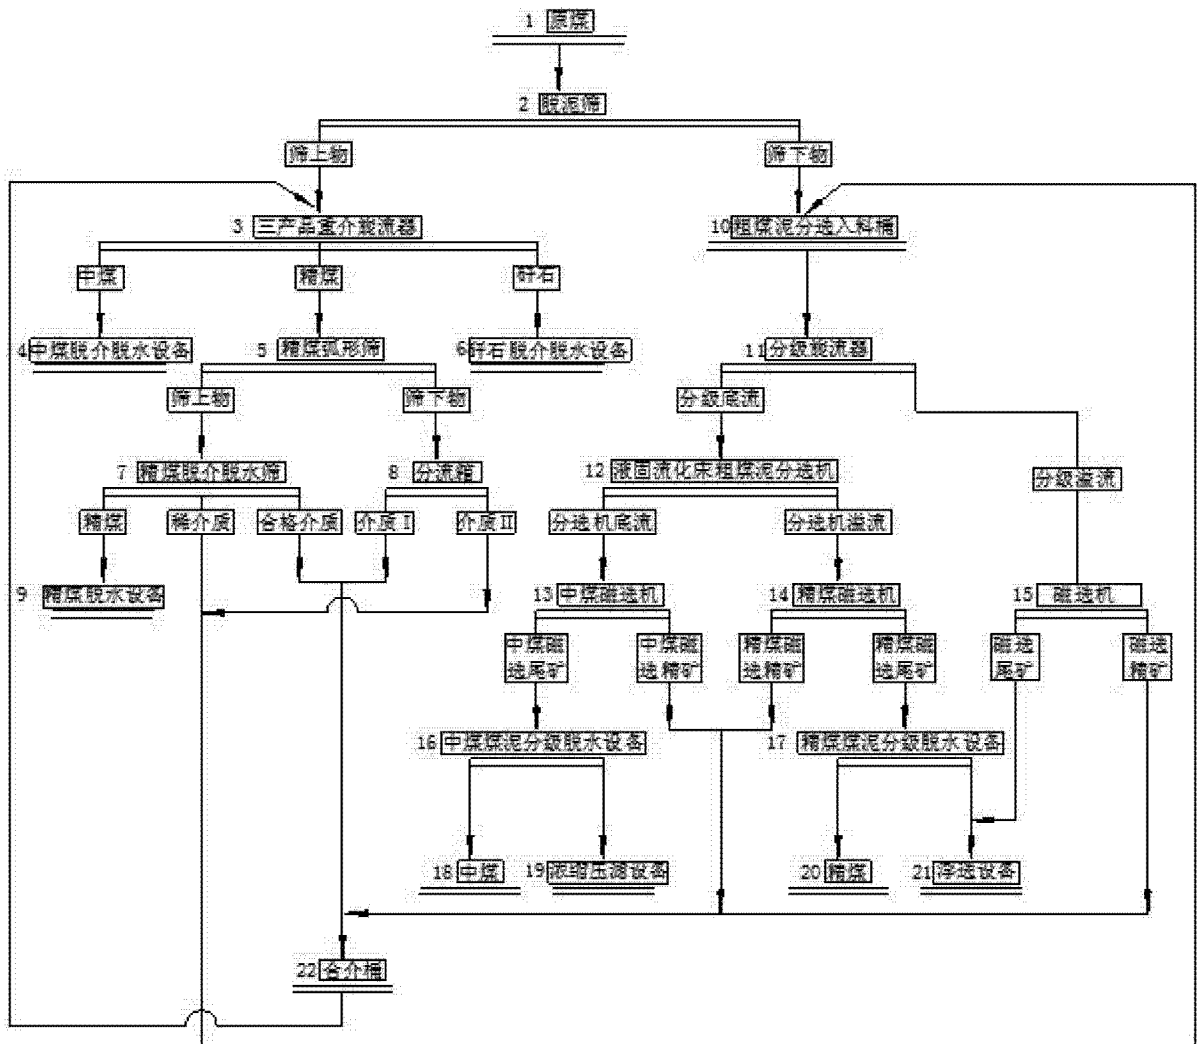 1 原煤
2 脱泥筛
筛上物 筛下物
3 三产品重介旋流器 10 粗煤泥分选入料桶
中煤 精煤 矸石
4 中煤脱介脱水设备 5 精煤弧形筛 6 矸石脱介脱水设备 11 分级旋流器
筛上物 筛下物 分级底流
7 精煤脱介脱水筛 8 分流箱 12 液固流化床粗煤泥分选机 分级溢流
精煤 稀介质 合格介质 介质I 介质II 分选机底流 分选机溢流
9 精煤脱水设备 13 中煤磁选机 14 精煤磁选机 15 磁选机
中煤磁 中煤磁 精煤磁 精煤磁 磁选 磁选
选尾矿 选精矿 选精矿 选尾矿 尾矿 精矿
16 中煤煤泥分级脱水设备 17 精煤煤泥分级脱水设备
18 中煤 19 浓缩压滤设备 20 精煤 21 浮选设备
22 合介桶